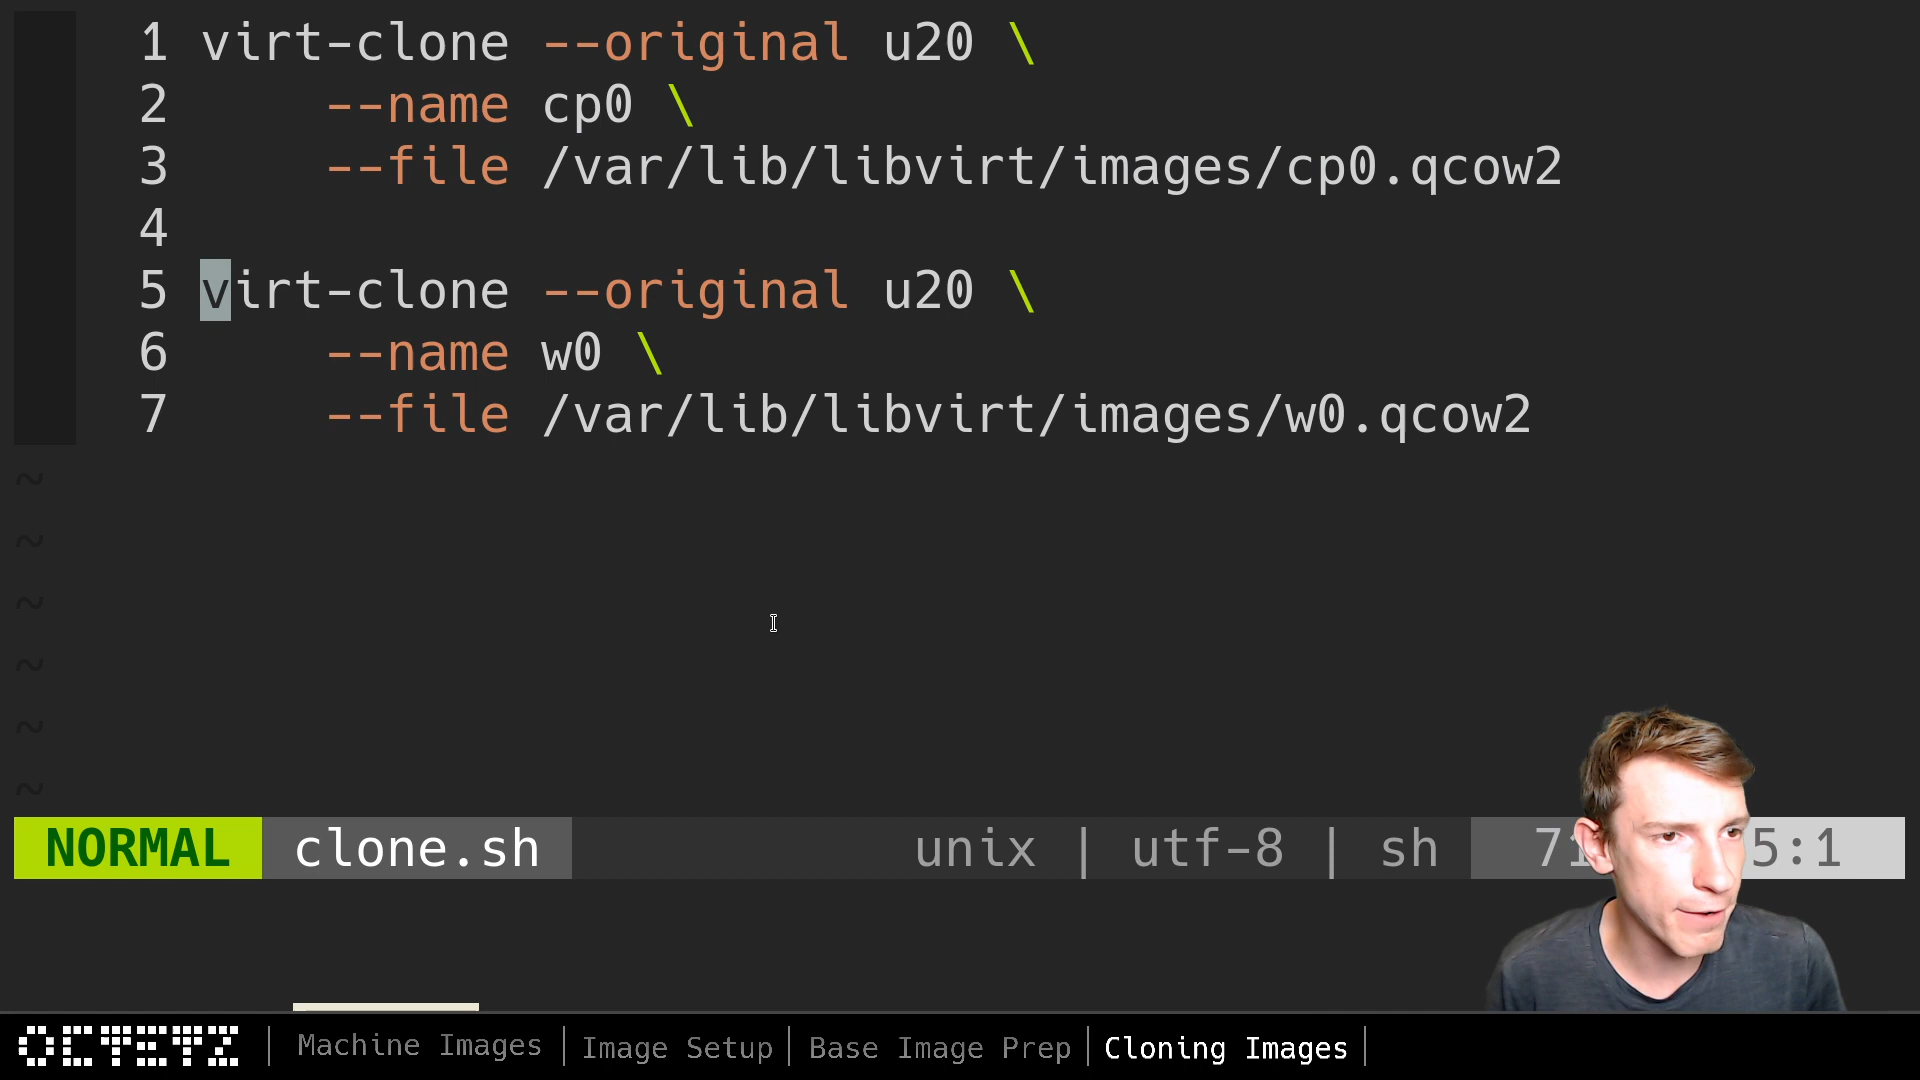 1 virt-clone --original u20 \
2     --name cp0 \
3     --file /var/lib/libvirt/images/cp0.qcow2
4
5 virt-clone --original u20 \
6     --name w0 \
7     --file /var/lib/libvirt/images/w0.qcow2
~
~
~
~
~
~
NORMAL clone.sh unix | utf-8 | sh 71 5:1
OCTETZ | Machine Images | Image Setup | Base Image Prep | Cloning Images |